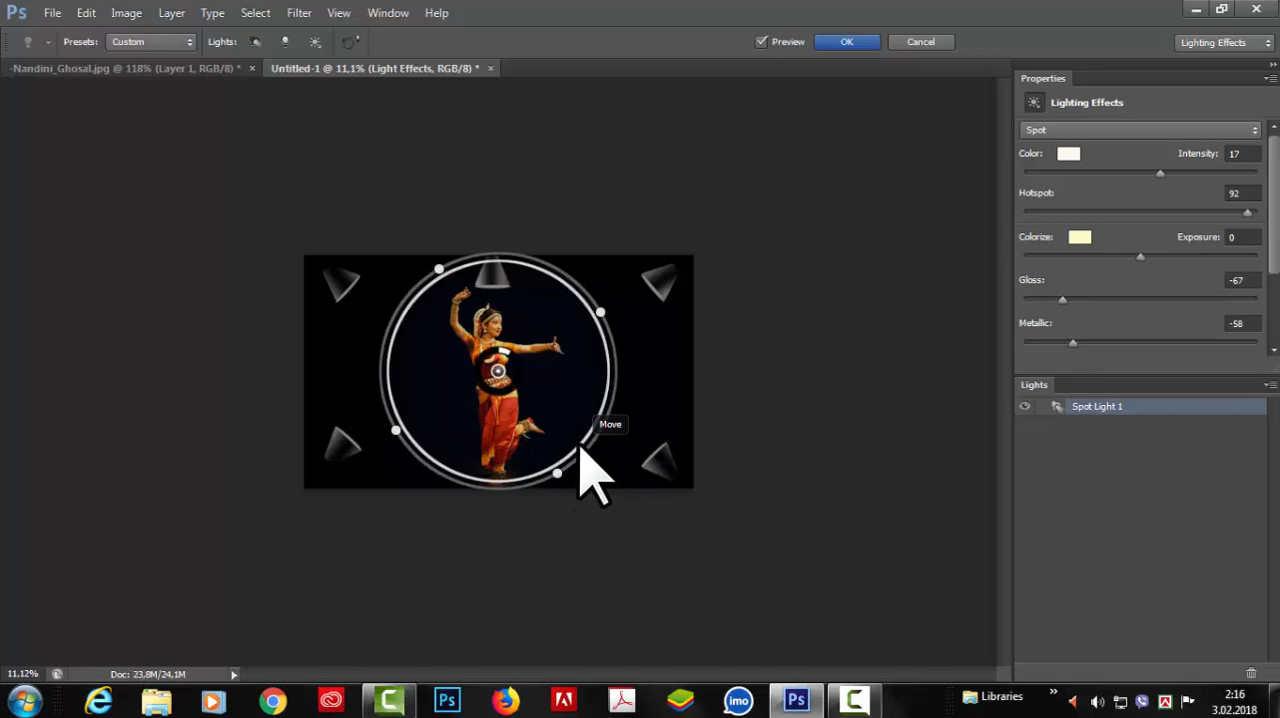 Ps File Edit Image Layer Type Select Filter View Window Help
Presets: Custom Lights: Preview OK Cancel Lighting Effects
-Nandini_Ghosal.jpg @ 118% (Layer 1, RGB/8) * × Untitled-1 @ 11,1% (Light Effects, RGB/8) * ×
Properties
Lighting Effects
Spot
Color: Intensity: 17
Hotspot: 92
Colorize: Exposure: 0
Gloss: -67
Metallic: -58
Lights
Spot Light 1
Move
11,12% Doc: 23,8M/24,1M
Ps imo Ps Libraries 2:16
3.02.2018